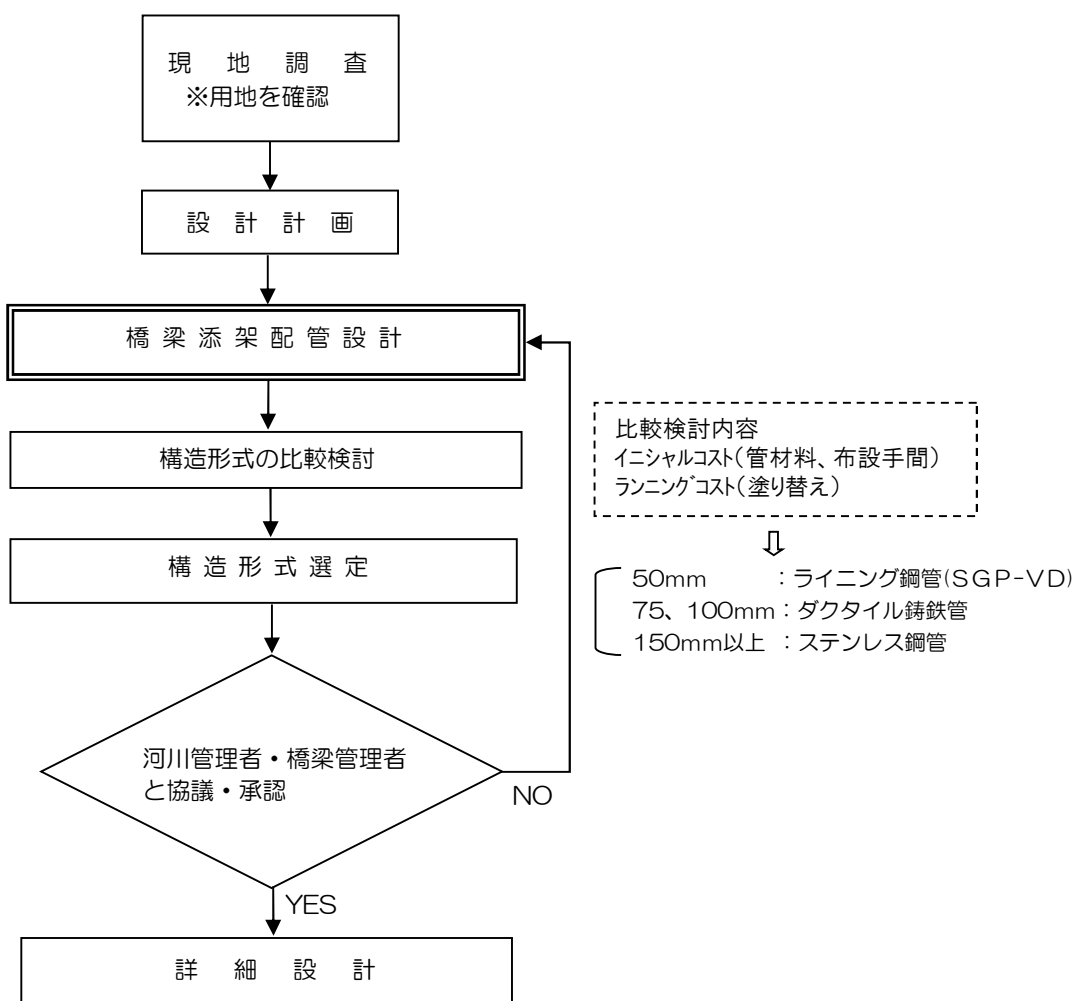 現地調査
※用地を確認
設計計画
橋梁添架配管設計
構造形式の比較検討
構造形式選定
河川管理者・橋梁管理者
と協議・承認
NO
YES
詳細設計
比較検討内容
イニシャルコスト(管材料、布設手間)
ランニングコスト(塗り替え)
⇩
50mm :ライニング鋼管(SGP-VD)
75、100mm:ダクタイル鋳鉄管
150mm以上 :ステンレス鋼管